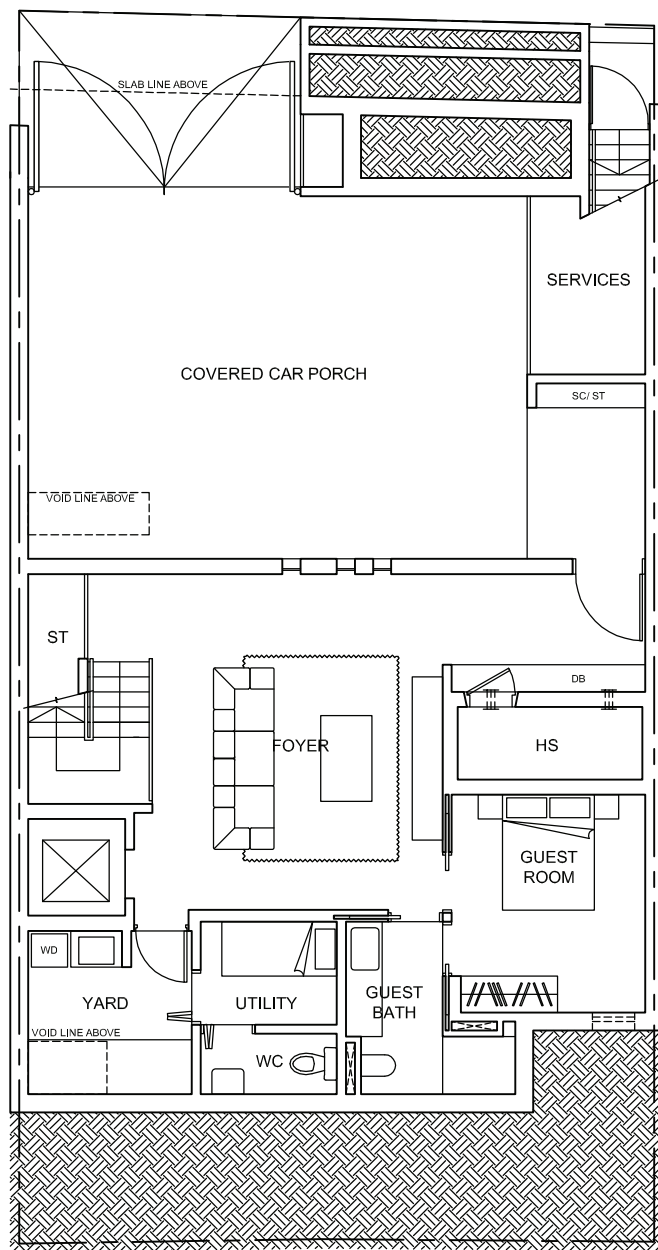 SLAB LINE ABOVE
SERVICES
COVERED CAR PORCH
SC/ ST
VOID LINE ABOVE
ST
DB
FOYER
HS
GUEST
ROOM
WD
YARD
UTILITY
GUEST
BATH
VOID LINE ABOVE
WC